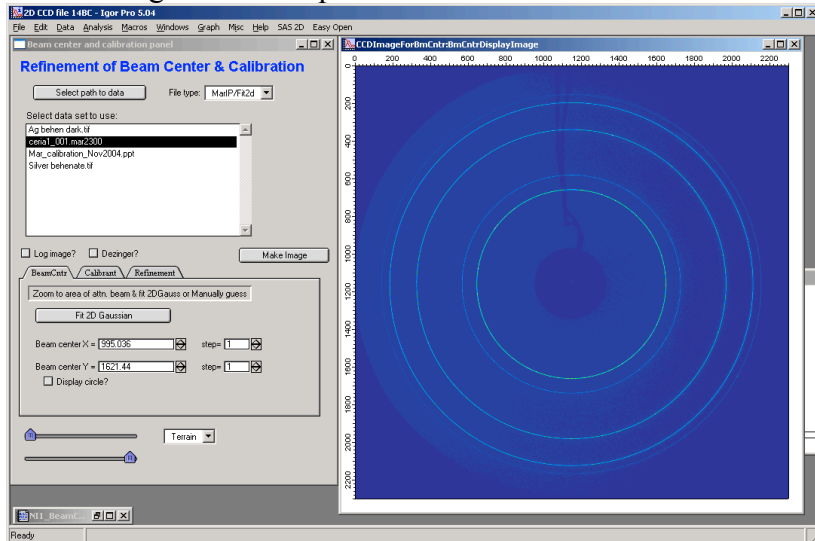 2D CCD file 14BC - Igor Pro 5.04
File Edit Data Analysis Macros Windows Graph Misc Help SAS 2D Easy Open
Beam center and calibration panel
Refinement of Beam Center & Calibration
Select path to data File type: MarIP/Fit2d
Select data set to use:
Ag behen dark.tif
ceria1_001.mar2300
Mar_calibration_Nov2004.ppt
Silver behenate.tif
Log image? Dezinger? Make Image
BeamCntr Calibrant Refinement
Zoom to area of attn. beam & fit 2DGauss or Manually guess
Fit 2D Gaussian
Beam center X = 995.036 step= 1
Beam center Y = 1621.44 step= 1
Display circle?
Terrain
CCDImageForBmCntr:BmCntrDisplayImage
0 200 400 600 800 1000 1200 1400 1600 1800 2000 2200
0
200
400
600
800
1000
1200
1400
1600
1800
2000
2200
NI1_BeamC...
Ready